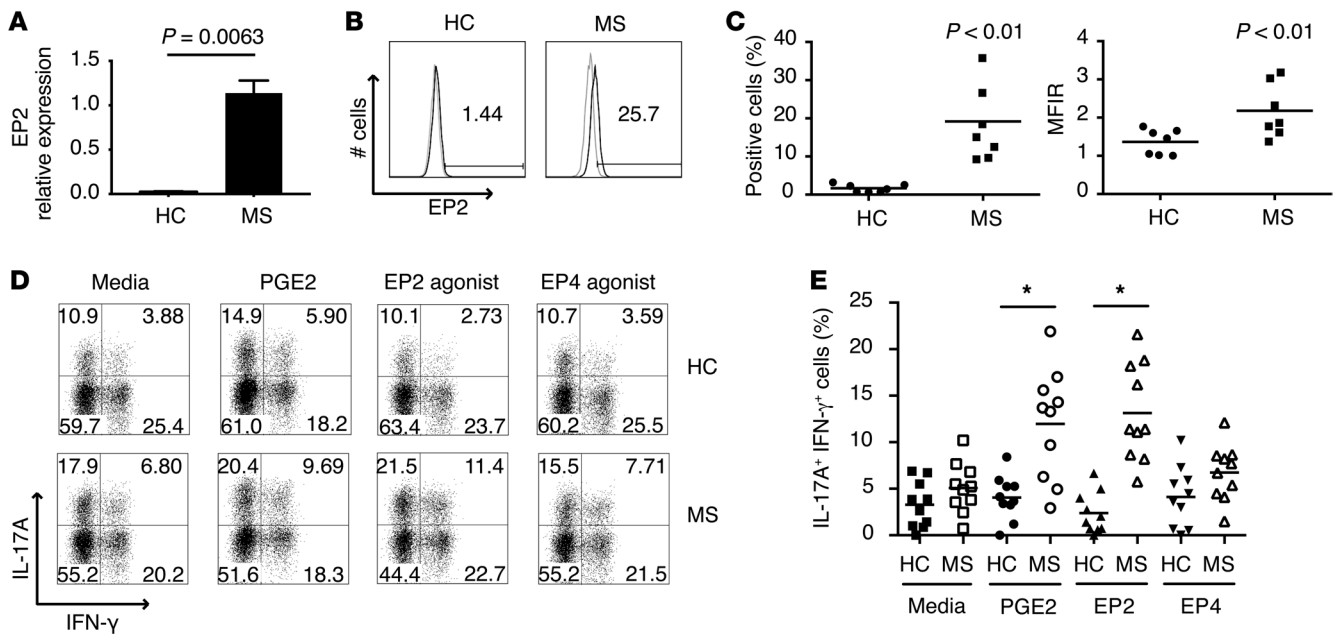 A
P = 0.0063
EP2
relative expression
1.5
1.0
0.5
0.0
HC MS
B
HC MS
# cells
1.44 25.7
EP2
C
Positive cells (%)
40
30
20
10
0
P < 0.01
HC MS
MFIR
4
3
2
1
0
P < 0.01
HC MS
D
Media PGE2 EP2 agonist EP4 agonist
10.9 3.88 14.9 5.90 10.1 2.73 10.7 3.59
HC
59.7 25.4 61.0 18.2 63.4 23.7 60.2 25.5
17.9 6.80 20.4 9.69 21.5 11.4 15.5 7.71
MS
55.2 20.2 51.6 18.3 44.4 22.7 55.2 21.5
IL-17A
IFN-γ
E
IL-17A+ IFN-γ+ cells (%)
25
20
15
10
5
0
* *
HC MS HC MS HC MS HC MS
Media PGE2 EP2 EP4